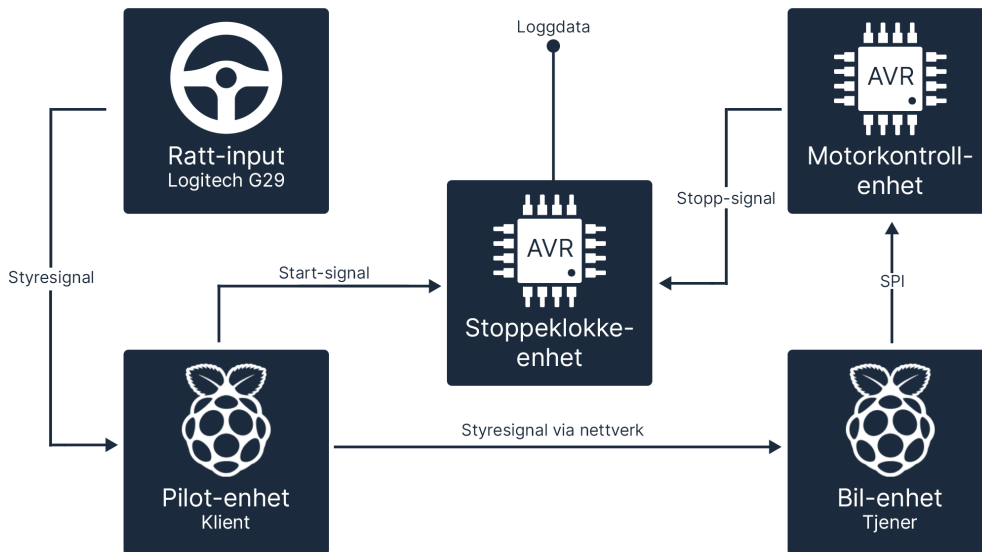 Loggdata
AVR
Ratt-input
Logitech G29
Motorkontroll-
enhet
Stopp-signal
AVR
Styresignal
Start-signal
SPI
Stoppeklokke-
enhet
Styresignal via nettverk
Pilot-enhet
Klient
Bil-enhet
Tjener